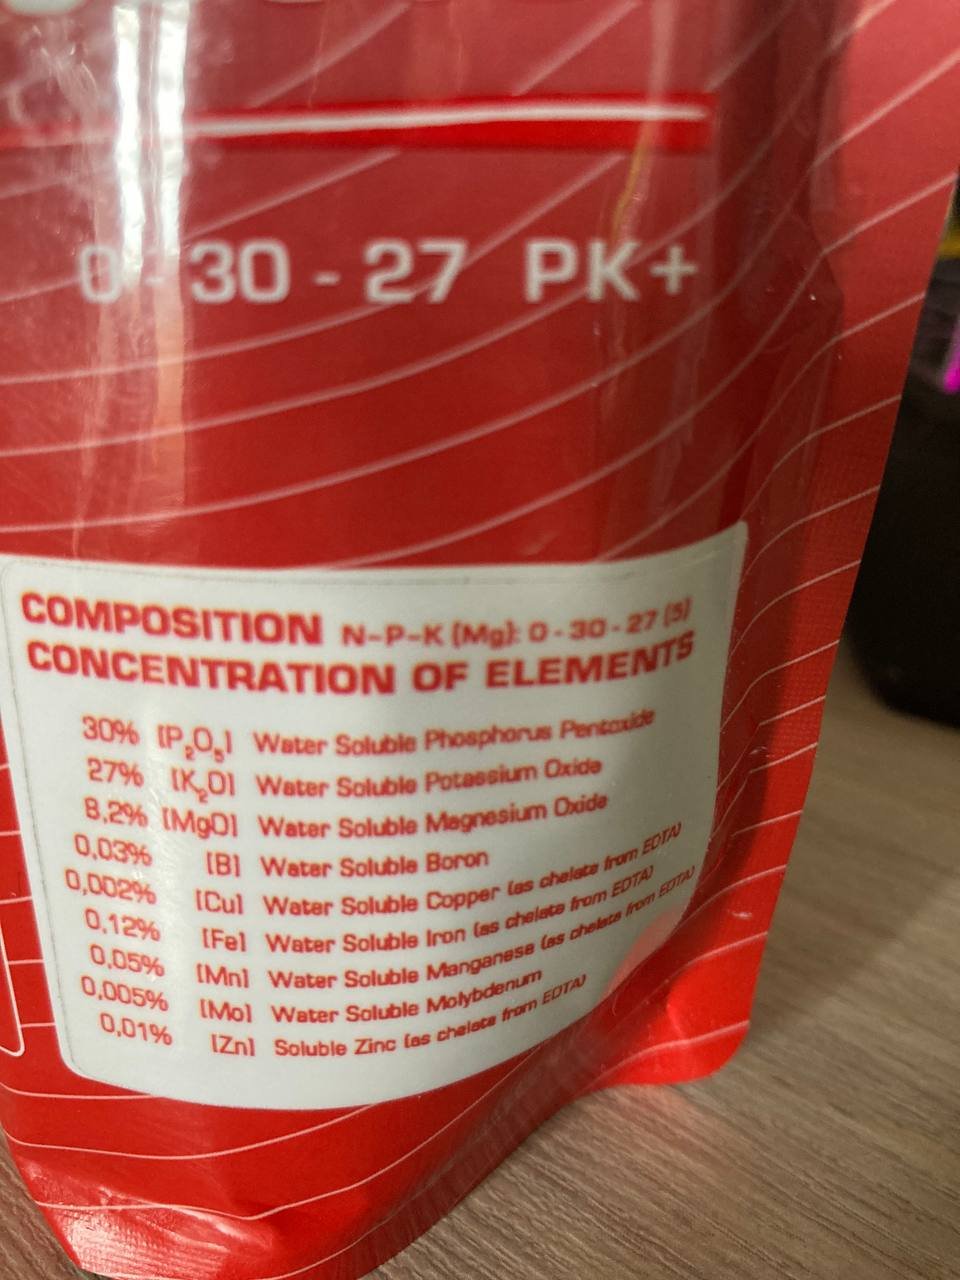 0 - 30 - 27 PK+
COMPOSITION N-P-K (Mg): 0 - 30 - 27 (5)
CONCENTRATION OF ELEMENTS
30% [P₂O₅] Water Soluble Phosphorus Pentoxide
27% [K₂O] Water Soluble Potassium Oxide
8,2% [MgO] Water Soluble Magnesium Oxide
0,03% [B] Water Soluble Boron
0,002% [Cu] Water Soluble Copper (as chelate from EDTA)
0,12% [Fe] Water Soluble Iron (as chelate from EDTA)
0,05% [Mn] Water Soluble Manganese (as chelate from EDTA)
0,005% [Mo] Water Soluble Molybdenum
0,01% [Zn] Soluble Zinc (as chelate from EDTA)